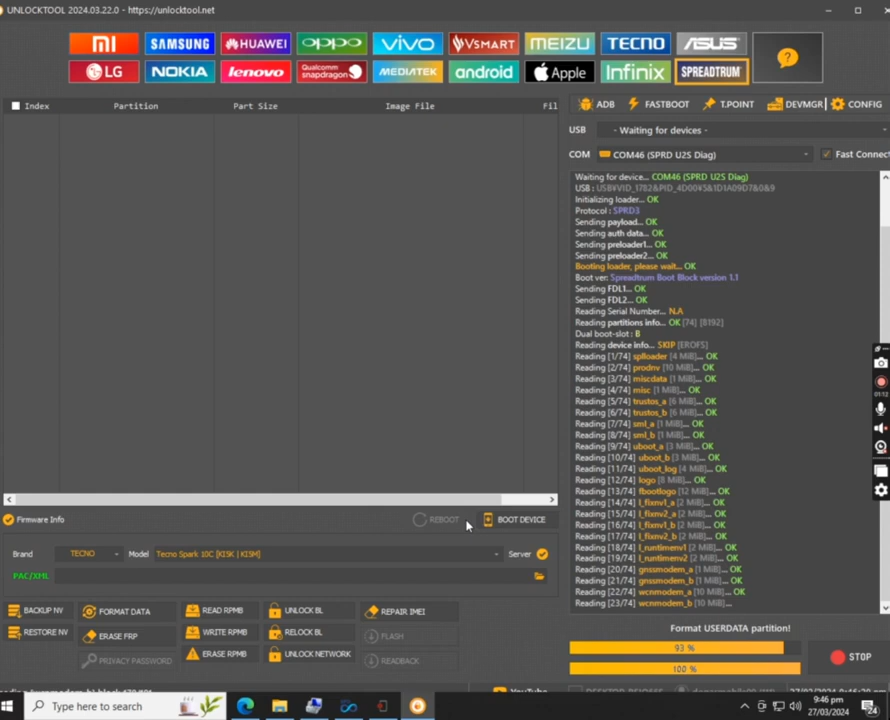 UNLOCKTOOL 2024.03.22.0 - https://unlocktool.net
mi SAMSUNG HUAWEI oppo vivo VSMART MEIZU TECNO ASUS
LG NOKIA lenovo Qualcomm snapdragon MEDIATEK android Apple Infinix SPREADTRUM
Index Partition Part Size Image File Fil
ADB FASTBOOT T.POINT DEVMGR CONFIG
USB - Waiting for devices -
COM COM46 (SPRD U2S Diag) Fast Connect
Waiting for device... COM46 (SPRD U2S Diag)
USB : USB¥VID_1782&PID_4D00¥5&1D1A09D7&0&9
Initializing loader... OK
Protocol : SPRD3
Sending payload... OK
Sending auth data... OK
Sending preloader1... OK
Sending preloader2... OK
Booting loader, please wait... OK
Boot ver: Spreadtrum Boot Block version 1.1
Sending FDL1... OK
Sending FDL2... OK
Reading Serial Number... N.A
Reading partitions info... OK [74] [8192]
Dual boot-slot : B
Reading device info... SKIP [EROFS]
Reading [1/74] splloader [4 MiB]... OK
Reading [2/74] prodnv [10 MiB]... OK
Reading [3/74] miscdata [1 MiB]... OK
Reading [4/74] misc [1 MiB]... OK
Reading [5/74] trustos_a [6 MiB]... OK
Reading [6/74] trustos_b [6 MiB]... OK
Reading [7/74] sml_a [1 MiB]... OK
Reading [8/74] sml_b [1 MiB]... OK
Reading [9/74] uboot_a [3 MiB]... OK
Reading [10/74] uboot_b [3 MiB]... OK
Reading [11/74] uboot_log [4 MiB]... OK
Reading [12/74] logo [8 MiB]... OK
Reading [13/74] fbootlogo [12 MiB]... OK
Reading [14/74] l_fixnv1_a [2 MiB]... OK
Reading [15/74] l_fixnv2_a [2 MiB]... OK
Reading [16/74] l_fixnv1_b [2 MiB]... OK
Reading [17/74] l_fixnv2_b [2 MiB]... OK
Reading [18/74] l_runtimenv1 [2 MiB]... OK
Reading [19/74] l_runtimenv2 [2 MiB]... OK
Reading [20/74] gnssmodem_a [1 MiB]... OK
Reading [21/74] gnssmodem_b [1 MiB]... OK
Reading [22/74] wcnmodem_a [10 MiB]... OK
Reading [23/74] wcnmodem_b [10 MiB]...
01:12
Firmware Info REBOOT BOOT DEVICE
Brand TECNO Model Tecno Spark 10C [KI5K | KI5M] Server
PAC/XML
BACKUP NV FORMAT DATA READ RPMB UNLOCK BL REPAIR IMEI
RESTORE NV ERASE FRP WRITE RPMB RELOCK BL FLASH
PRIVACY PASSWORD ERASE RPMB UNLOCK NETWORK READBACK
Format USERDATA partition!
93 %
100 %
STOP
YouTube
Type here to search
9:46 pm
27/03/2024
24